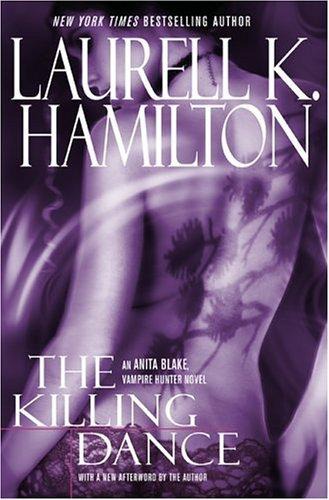 NEW YORK TIMES BESTSELLING AUTHOR
LAURELL K.
HAMILTON
THE
AN ANITA BLAKE,
VAMPIRE HUNTER NOVEL
KILLING
DANCE
WITH A NEW AFTERWORD BY THE AUTHOR